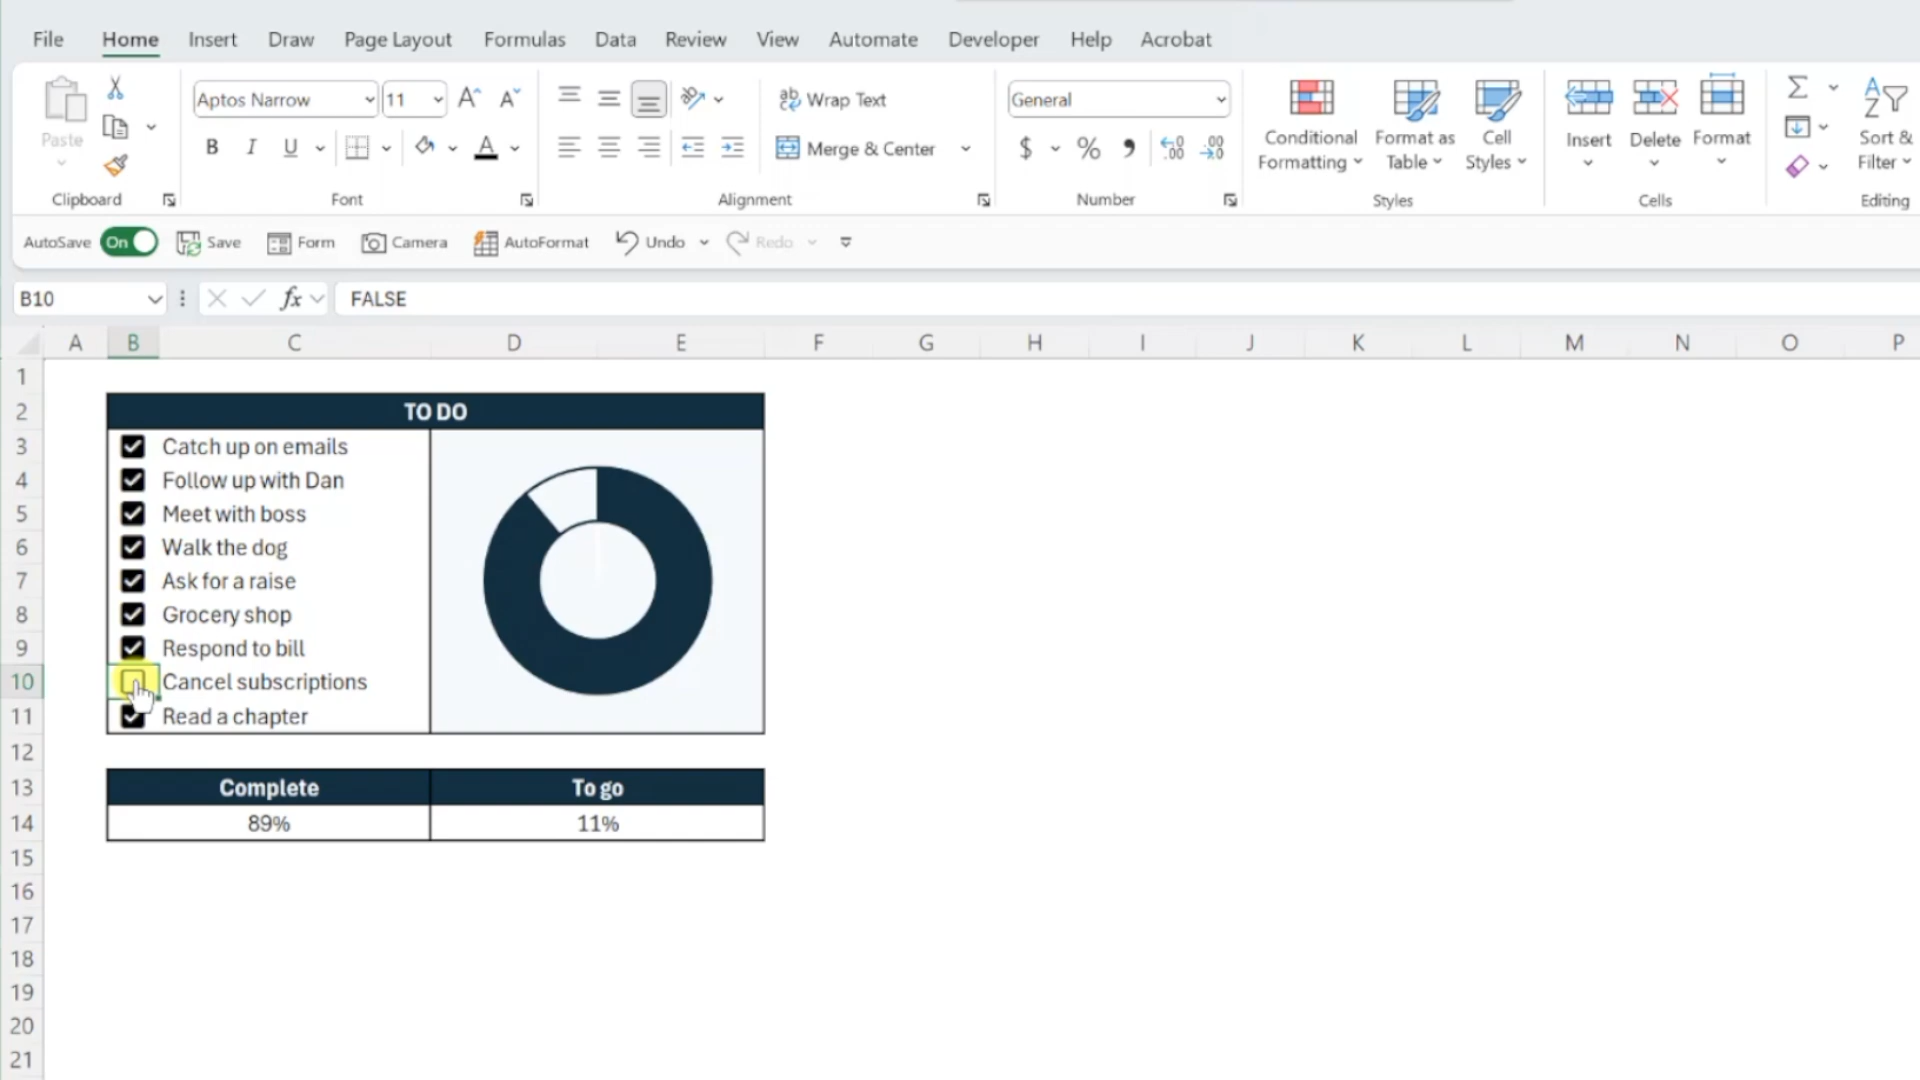 File Home Insert Draw Page Layout Formulas Data Review View Automate Developer Help Acrobat
Paste
Clipboard
Aptos Narrow 11
B I U A
Font
ab Wrap Text
Merge & Center
Alignment
General
$ % 9 .00 .00
Number
Conditional Formatting
Format as Table
Cell Styles
Styles
Insert Delete Format
Cells
Σ
Sort &
Filter
Editing
AutoSave On Save Form Camera AutoFormat Undo Redo
B10 fx FALSE
A B C D E F G H I J K L M N O P
1
2 TO DO
3 Catch up on emails
4 Follow up with Dan
5 Meet with boss
6 Walk the dog
7 Ask for a raise
8 Grocery shop
9 Respond to bill
10 Cancel subscriptions
11 Read a chapter
12
13 Complete To go
14 89% 11%
15
16
17
18
19
20
21